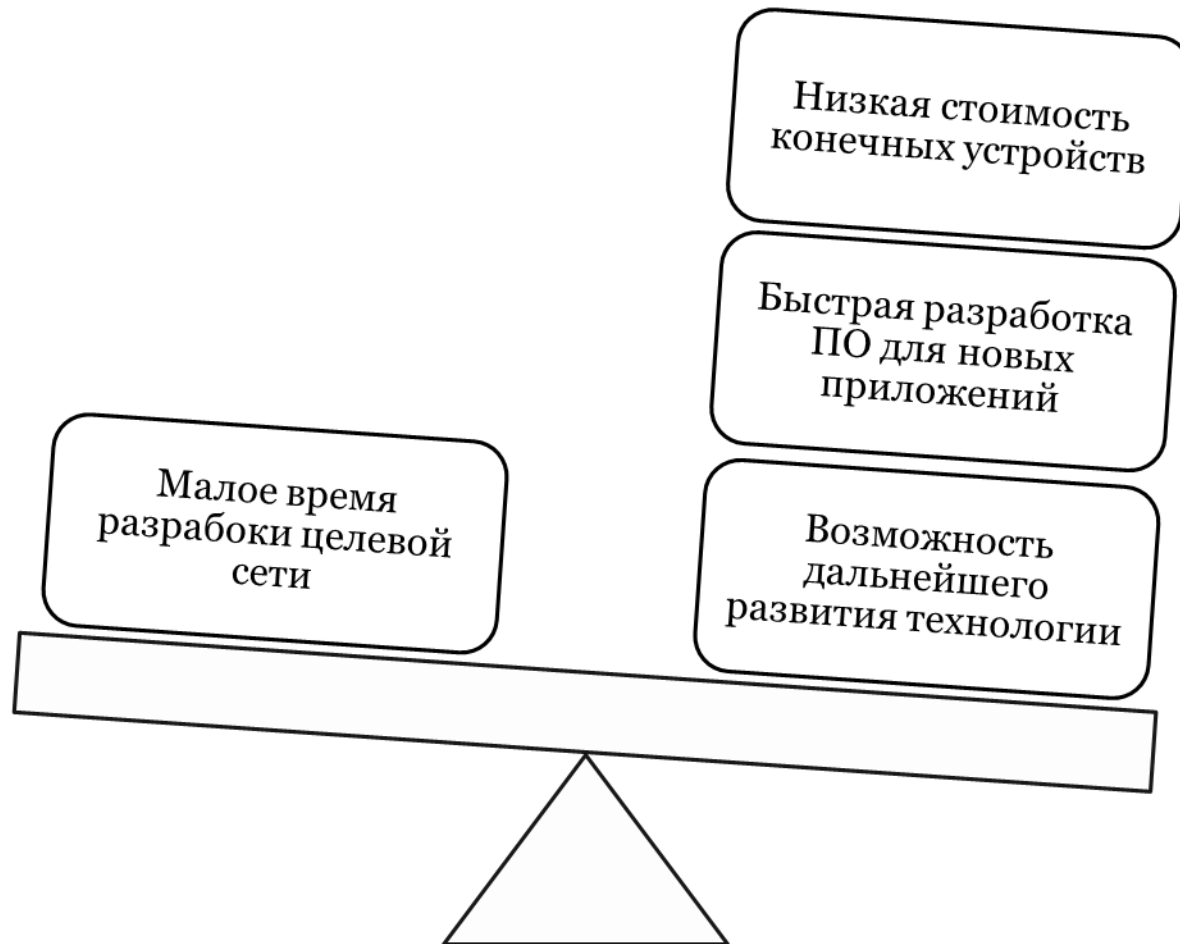 Низкая стоимость
конечных устройств
Быстрая разработка
ПО для новых
приложений
Малое время
разрабоки целевой
сети
Возможность
дальнейшего
развития технологии